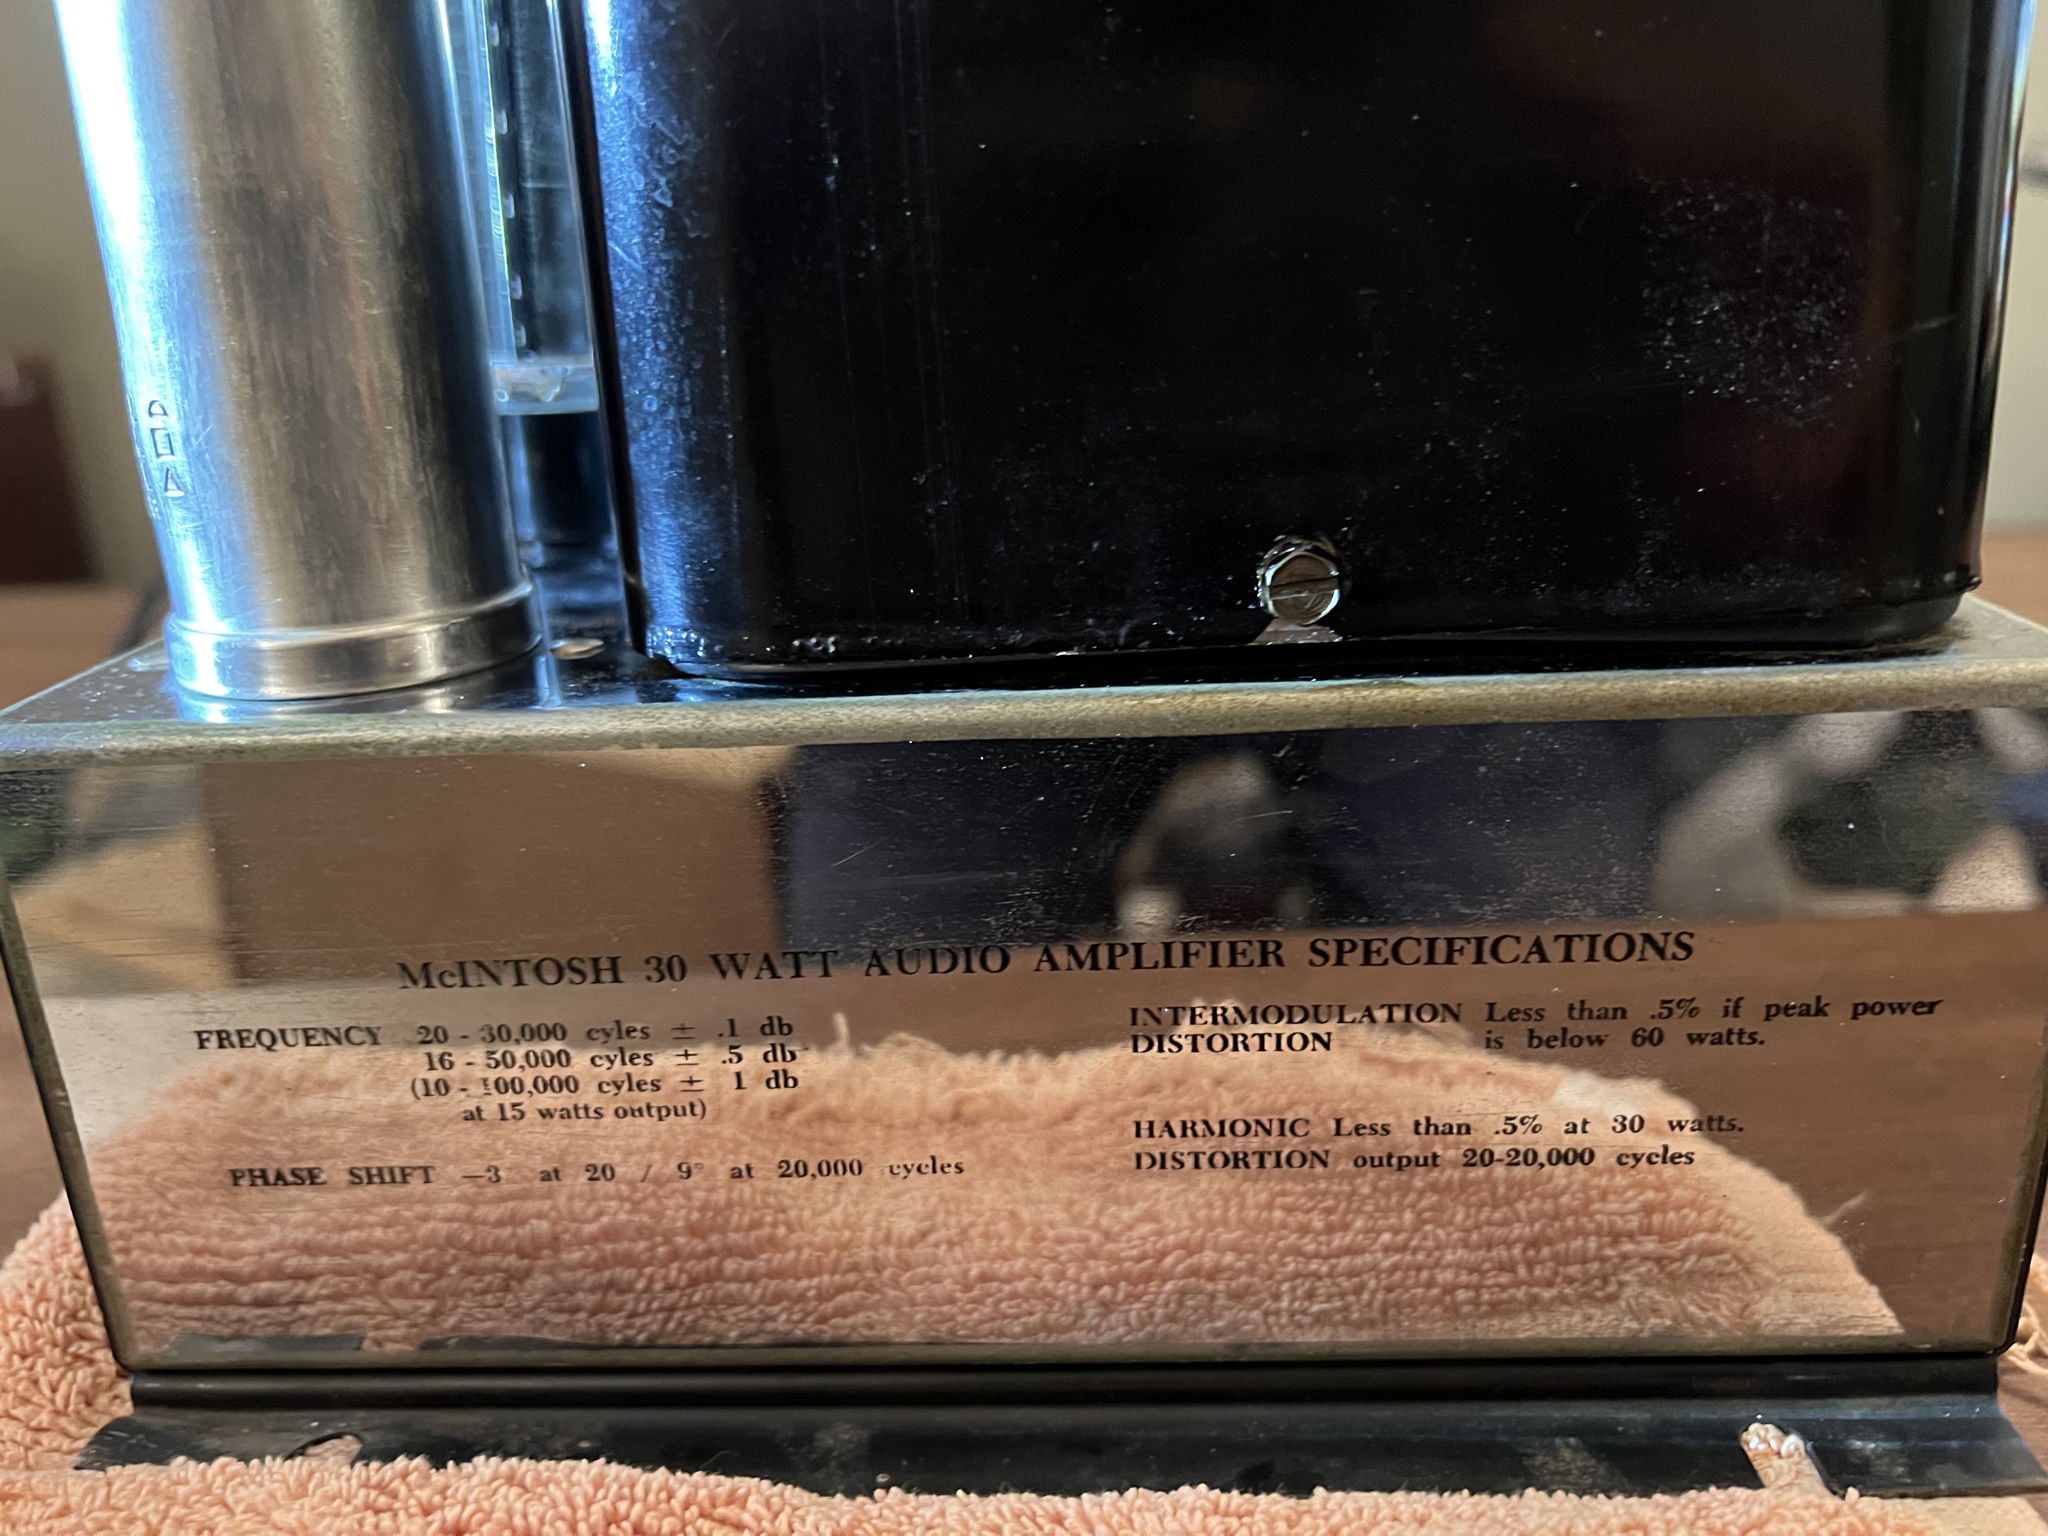 McINTOSH 30 WATT AUDIO AMPLIFIER SPECIFICATIONS
FREQUENCY 20 - 30,000 cyles ± .1 db
16 - 50,000 cyles ± .5 db
(10 - 100,000 cyles ± 1 db
at 15 watts output)
PHASE SHIFT —3 at 20 / 9° at 20,000 cycles
INTERMODULATION Less than .5% if peak power
DISTORTION is below 60 watts.
HARMONIC Less than .5% at 30 watts.
DISTORTION output 20-20,000 cycles